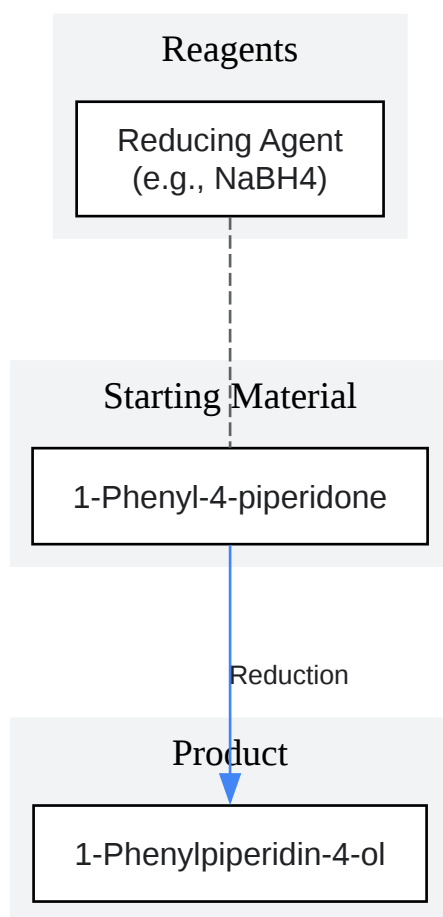 Reagents
Reducing Agent
(e.g., NaBH4)
Starting Material
1-Phenyl-4-piperidone
Reduction
Product
1-Phenylpiperidin-4-ol